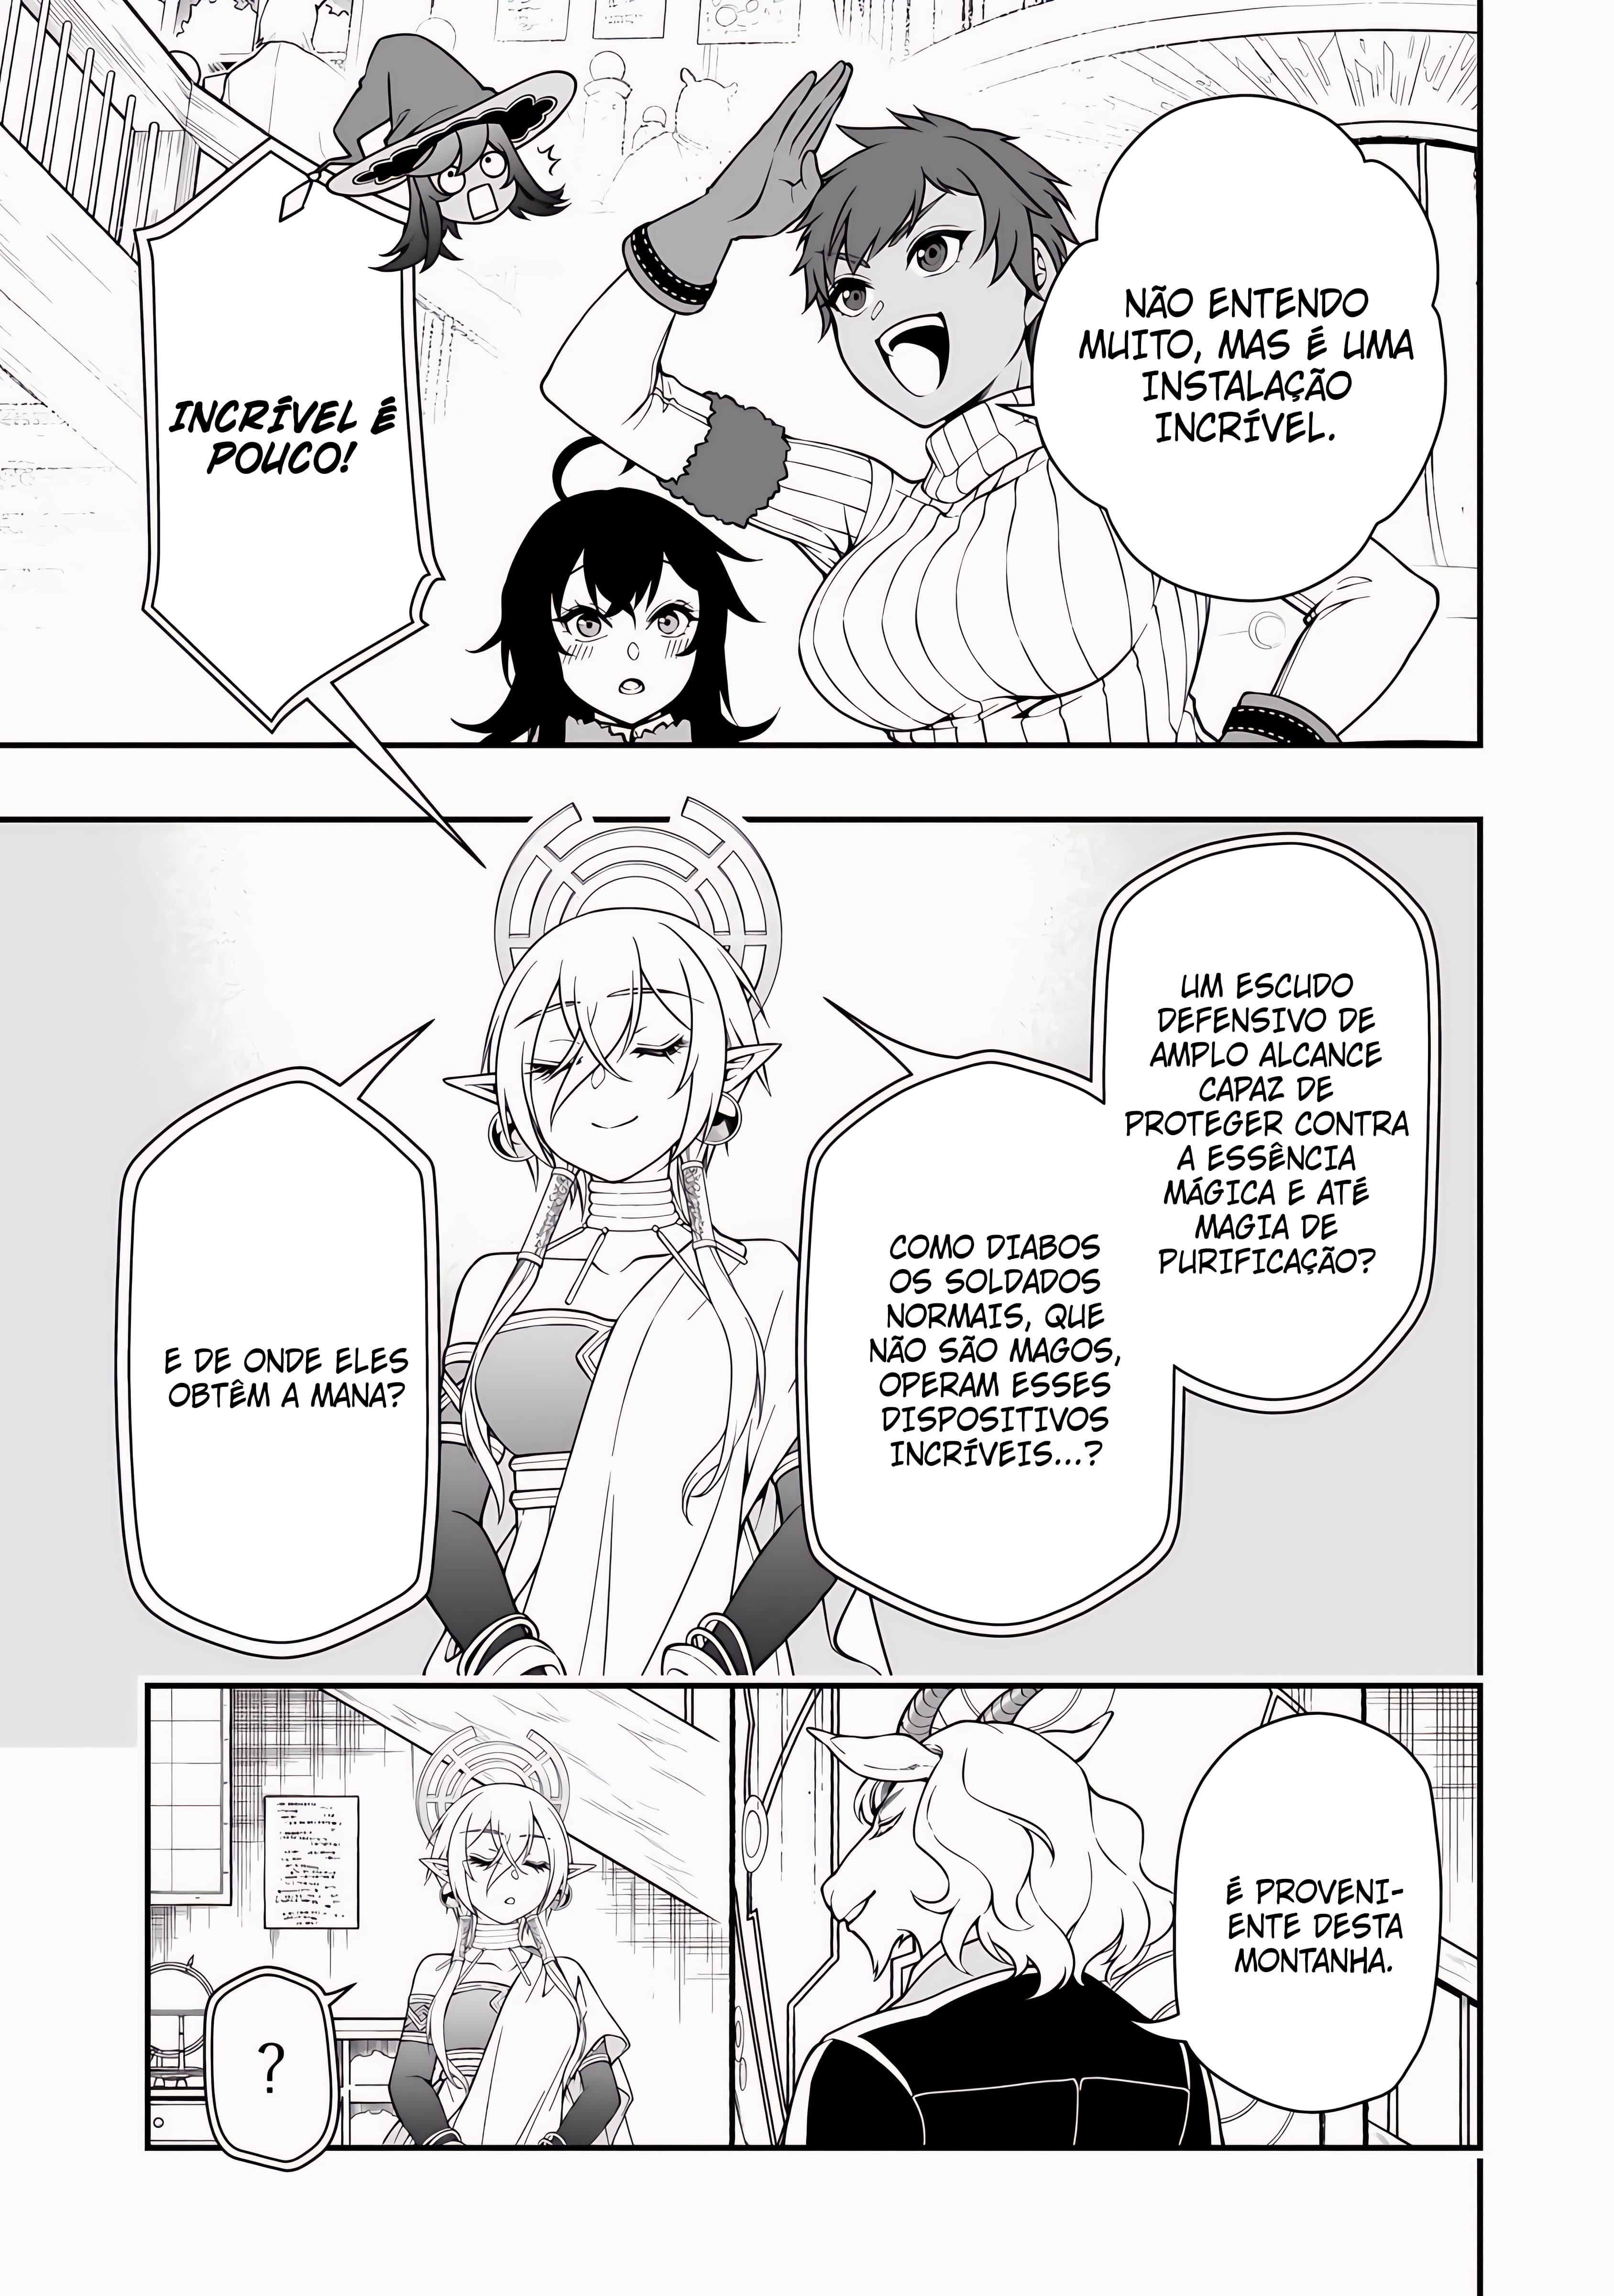 NÃO ENTENDO
MUITO, MAS É UMA
INSTALAÇÃO
INCRÍVEL.
INCRÍVEL É
POUCO!
UM ESCUDO
DEFENSIVO DE
AMPLO ALCANCE
CAPAZ DE
PROTEGER CONTRA
A ESSÊNCIA
MÁGICA E ATÉ
MAGIA DE
PURIFICAÇÃO?
COMO DIABOS
OS SOLDADOS
NORMAIS, QUE
NÃO SÃO MAGOS,
OPERAM ESSES
DISPOSITIVOS
INCRÍVEIS...?
E DE ONDE ELES
OBTÊM A MANA?
É PROVENI-
ENTE DESTA
MONTANHA.
?